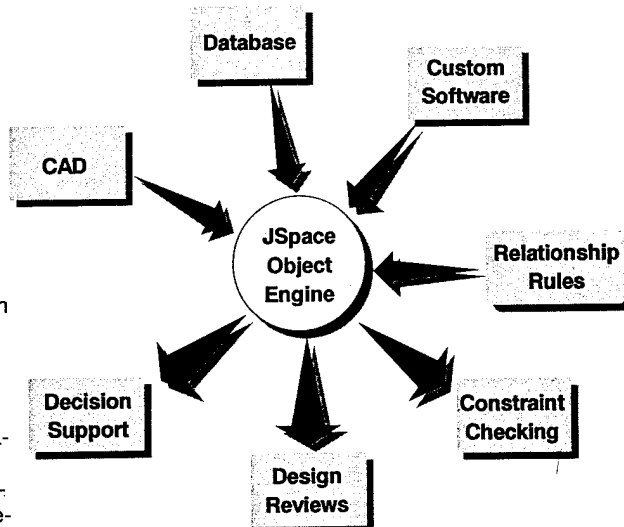 Database
Custom
Software
CAD
JSpace
Object
Engine
Relationship
Rules
Decision
Support
Constraint
Checking
Design
Reviews